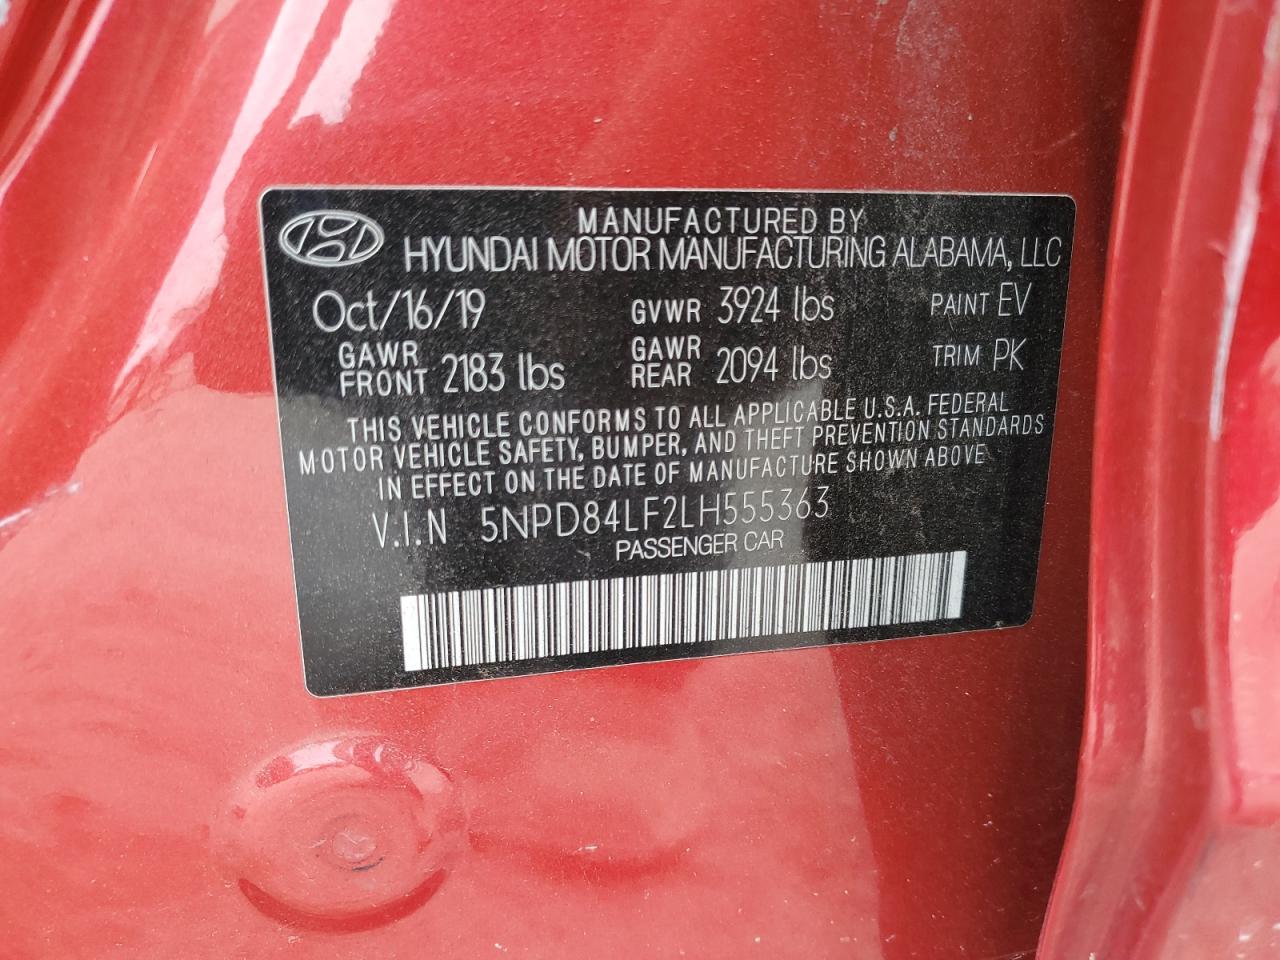 MANUFACTURED BY
HYUNDAI MOTOR MANUFACTURING ALABAMA, LLC
Oct/16/19 GVWR 3924 lbs PAINT EV
GAWR FRONT 2183 lbs GAWR REAR 2094 lbs TRIM PK
THIS VEHICLE CONFORMS TO ALL APPLICABLE U.S.A. FEDERAL
MOTOR VEHICLE SAFETY, BUMPER, AND THEFT PREVENTION STANDARDS
IN EFFECT ON THE DATE OF MANUFACTURE SHOWN ABOVE
V.I.N 5NPD84LF2LH555363
PASSENGER CAR